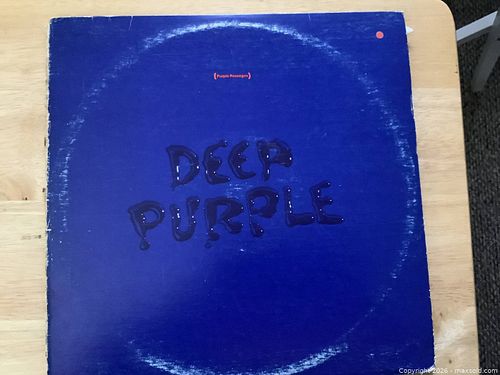 {Purple Passages}
DEEP
PURPLE
Copyright 2026 - maxsold.com